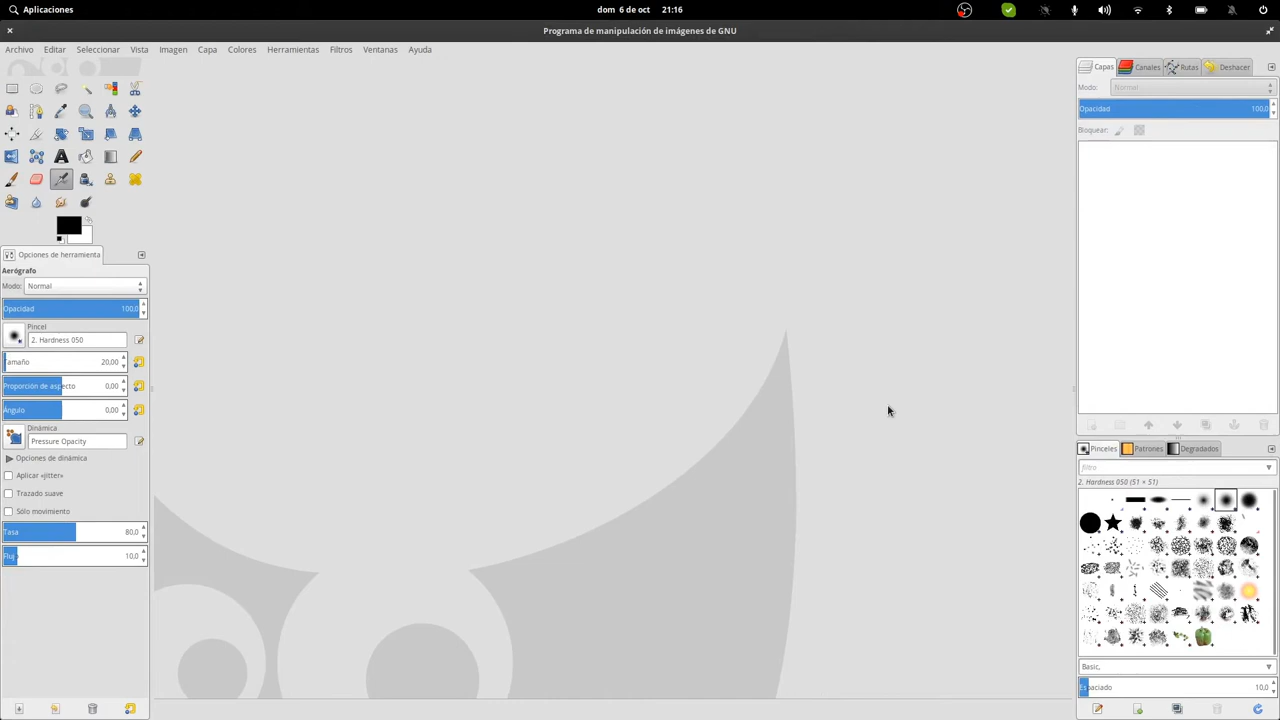 Aplicaciones
dom 6 de oct 21:16
Programa de manipulación de imágenes de GNU
Archivo Editar Seleccionar Vista Imagen Capa Colores Herramientas Filtros Ventanas Ayuda
Capas Canales Rutas Deshacer
Modo: Normal
Opacidad 100,0
Bloquear:
Opciones de herramienta
Aerógrafo
Modo: Normal
Opacidad 100,0
Pincel
2. Hardness 050
Tamaño 20,00
Proporción de aspecto 0,00
Ángulo 0,00
Dinámica
Pressure Opacity
Opciones de dinámica
Aplicar «jitter»
Trazado suave
Sólo movimiento
Tasa 80,0
Flujo 10,0
Pinceles Patrones Degradados
filtro
2. Hardness 050 (51 × 51)
Basic,
Espaciado 10,0